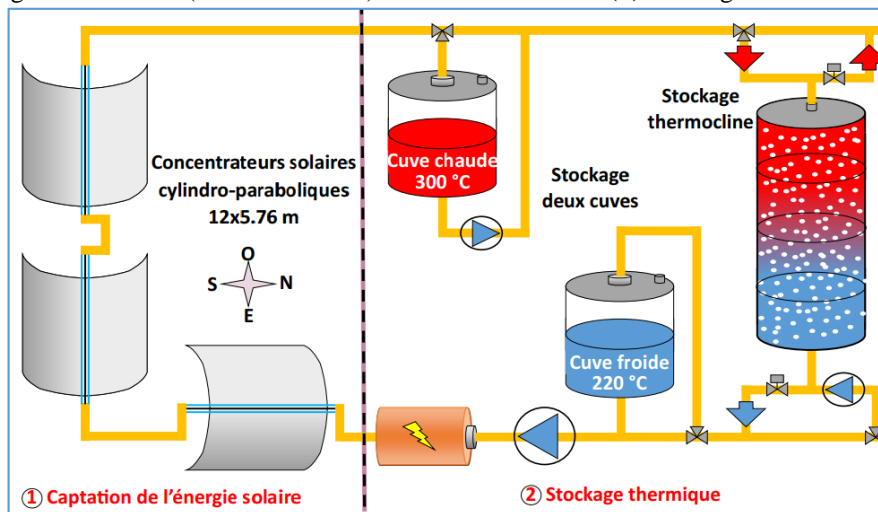 Concentrateurs solaires
cylindro-paraboliques
12x5.76 m
O
S
N
E
Cuve chaude
300 °C
Stockage
deux cuves
Stockage
thermocline
Cuve froide
220 °C
① Captation de l'énergie solaire
② Stockage thermique